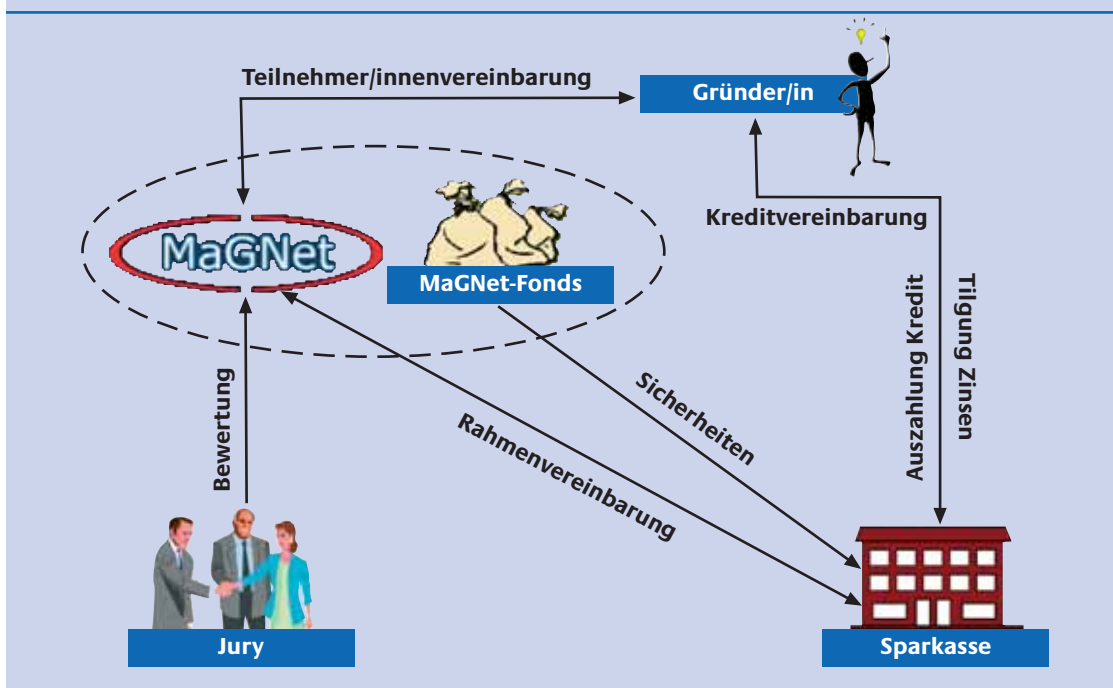 Teilnehmer/innenvereinbarung
Gründer/in
Kreditvereinbarung
MaGNet
MaGNet-Fonds
Auszahlung Kredit
Tilgung Zinsen
Sicherheiten
Rahmenvereinbarung
Bewertung
Jury
Sparkasse